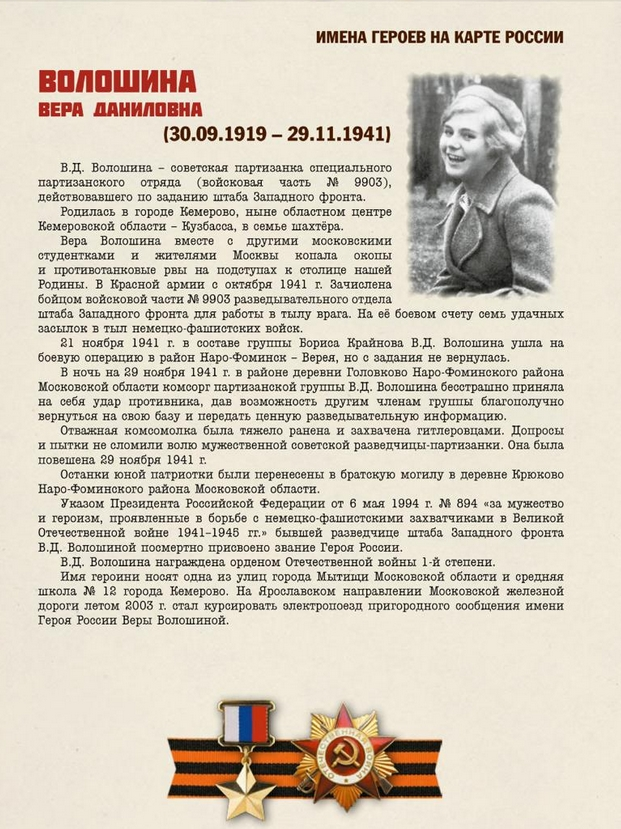 ИМЕНА ГЕРОЕВ НА КАРТЕ РОССИИ
ВОЛОШИНА
ВЕРА ДАНИЛОВНА
(30.09.1919 – 29.11.1941)
В.Д. Волошина – советская партизанка специального
партизанского отряда (войсковая часть № 9903),
действовавшего по заданию штаба Западного фронта.
Родилась в городе Кемерово, ныне областном центре
Кемеровской области – Кузбасса, в семье шахтёра.
Вера Волошина вместе с другими московскими
студентками и жителями Москвы копала окопы
и противотанковые рвы на подступах к столице нашей
Родины. В Красной армии с октября 1941 г. Зачислена
бойцом войсковой части № 9903 разведывательного отдела
штаба Западного фронта для работы в тылу врага. На её боевом счету семь удачных
засылок в тыл немецко-фашистских войск.
21 ноября 1941 г. в составе группы Бориса Крайнова В.Д. Волошина ушла на
боевую операцию в район Наро-Фоминск – Верея, но с задания не вернулась.
В ночь на 29 ноября 1941 г. в районе деревни Головково Наро-Фоминского района
Московской области комсорг партизанской группы В.Д. Волошина бесстрашно приняла
на себя удар противника, дав возможность другим членам группы благополучно
вернуться на свою базу и передать ценную разведывательную информацию.
Отважная комсомолка была тяжело ранена и захвачена гитлеровцами. Допросы
и пытки не сломили волю мужественной советской разведчицы-партизанки. Она была
повешена 29 ноября 1941 г.
Останки юной патриотки были перенесены в братскую могилу в деревне Крюково
Наро-Фоминского района Московской области.
Указом Президента Российской Федерации от 6 мая 1994 г. № 894 «за мужество
и героизм, проявленные в борьбе с немецко-фашистскими захватчиками в Великой
Отечественной войне 1941–1945 гг.» бывшей разведчице штаба Западного фронта
В.Д. Волошиной посмертно присвоено звание Героя России.
В.Д. Волошина награждена орденом Отечественной войны 1-й степени.
Имя героини носят одна из улиц города Мытищи Московской области и средняя
школа № 12 города Кемерово. На Ярославском направлении Московской железной
дороги летом 2003 г. стал курсировать электропоезд пригородного сообщения имени
Героя России Веры Волошиной.
ОТЕЧЕСТВЕННАЯ ВОЙНА